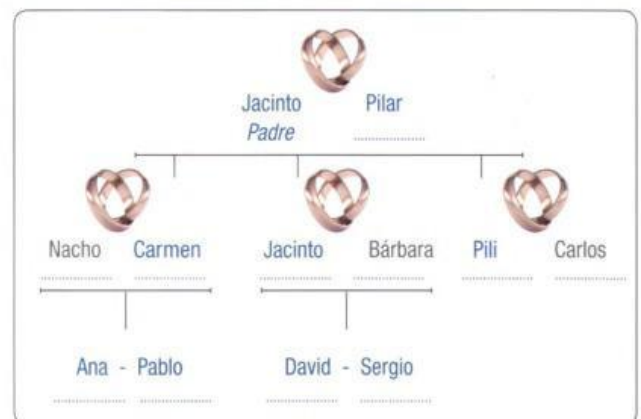 Jacinto Pilar
Padre
Nacho Carmen Jacinto Bárbara Pili Carlos
Ana - Pablo David - Sergio